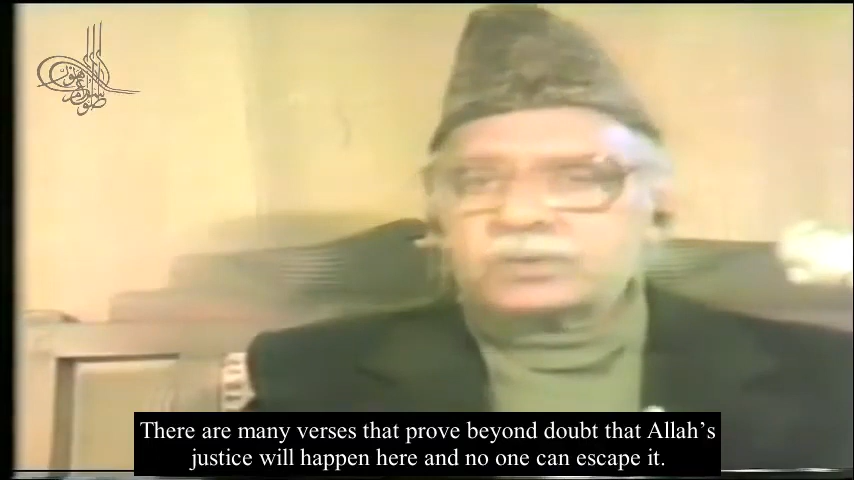 There are many verses that prove beyond doubt that Allah’s
justice will happen here and no one can escape it.